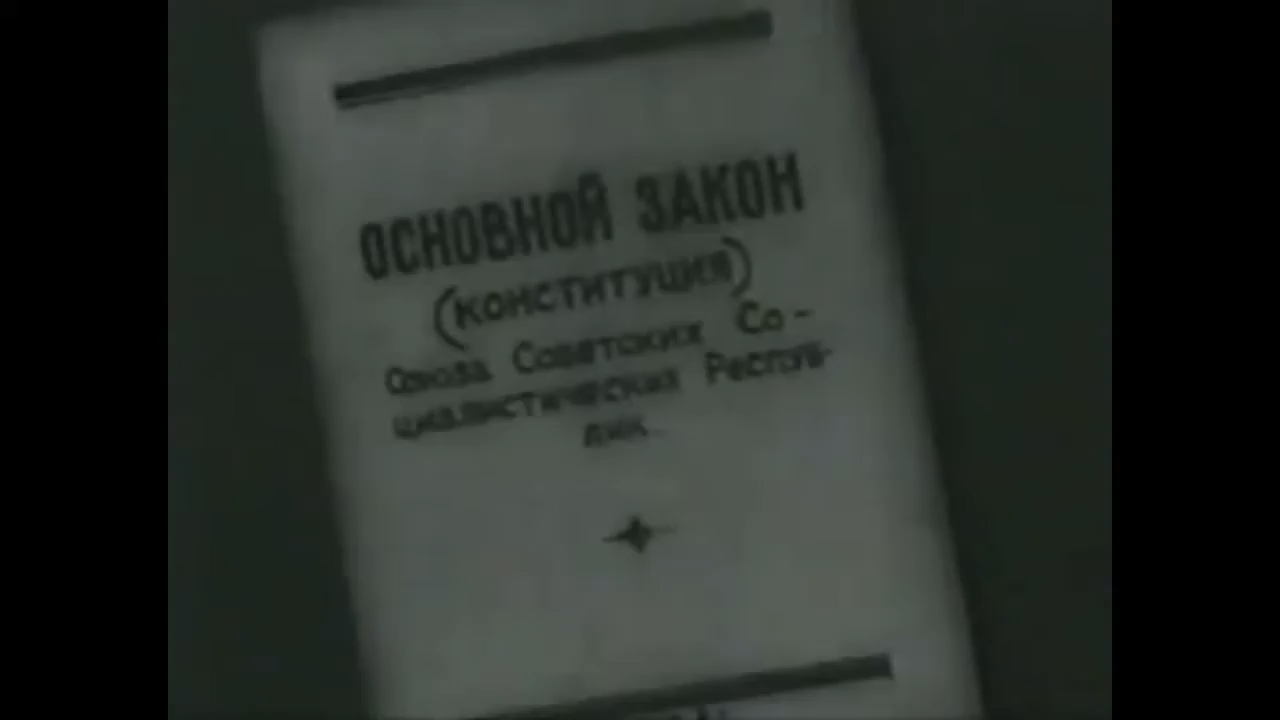 ОСНОВНОЙ ЗАКОН
(КОНСТИТУЦИЯ)
Союза Советских Со-
циалистических Респуб-
лик.